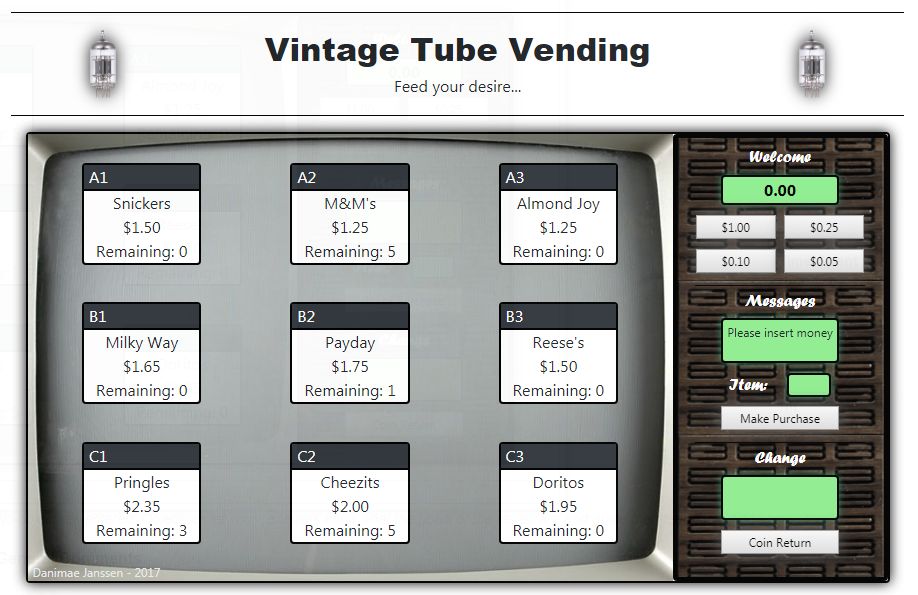 Vintage Tube Vending
Feed your desire...
A1
Snickers
$1.50
Remaining: 0
A2
M&M's
$1.25
Remaining: 5
A3
Almond Joy
$1.25
Remaining: 0
B1
Milky Way
$1.65
Remaining: 0
B2
Payday
$1.75
Remaining: 1
B3
Reese's
$1.50
Remaining: 0
C1
Pringles
$2.35
Remaining: 3
C2
Cheezits
$2.00
Remaining: 5
C3
Doritos
$1.95
Remaining: 0
Danimae Janssen - 2017
Welcome
0.00
$1.00 $0.25
$0.10 $0.05
Messages
Please insert money
Item:
Make Purchase
Change
Coin Return